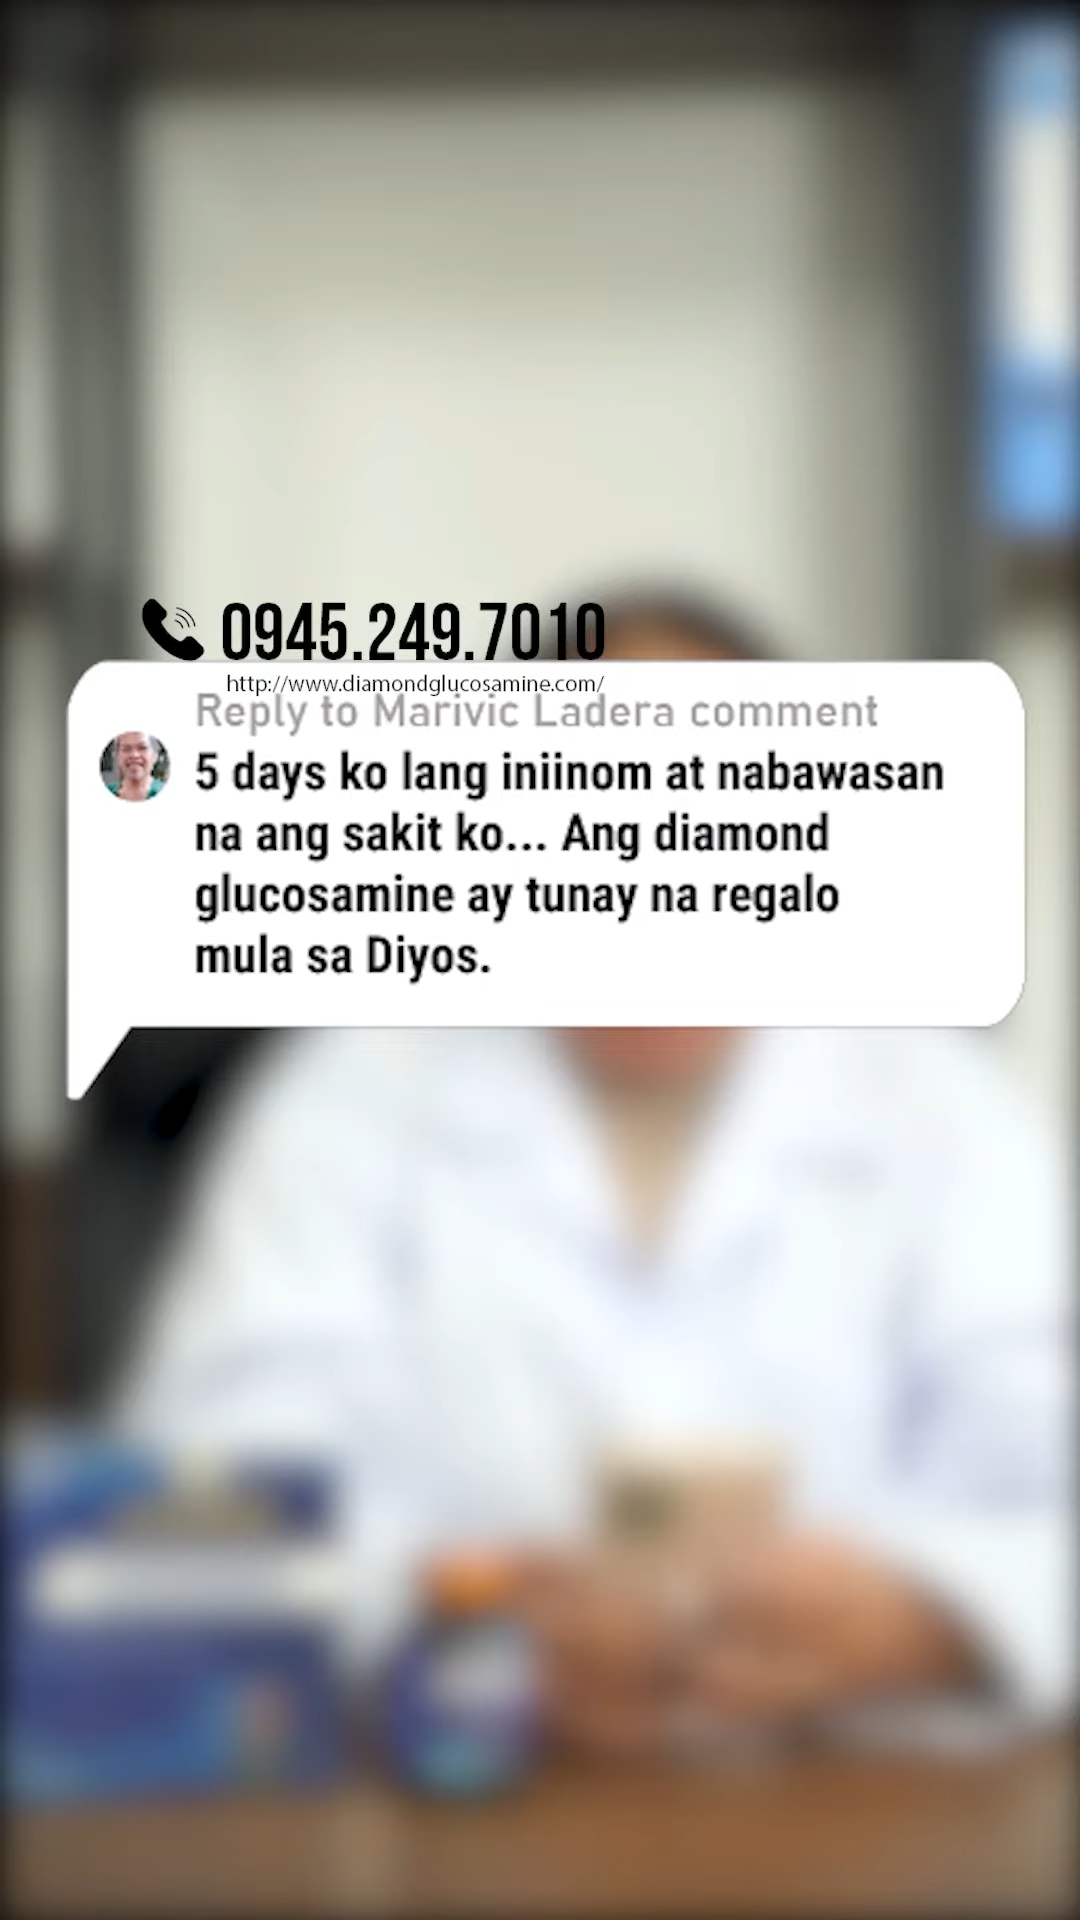 0945.249.7010
http://www.diamondglucosamine.com/
Reply to Marivic Ladera comment
5 days ko lang iniinom at nabawasan
na ang sakit ko... Ang diamond
glucosamine ay tunay na regalo
mula sa Diyos.